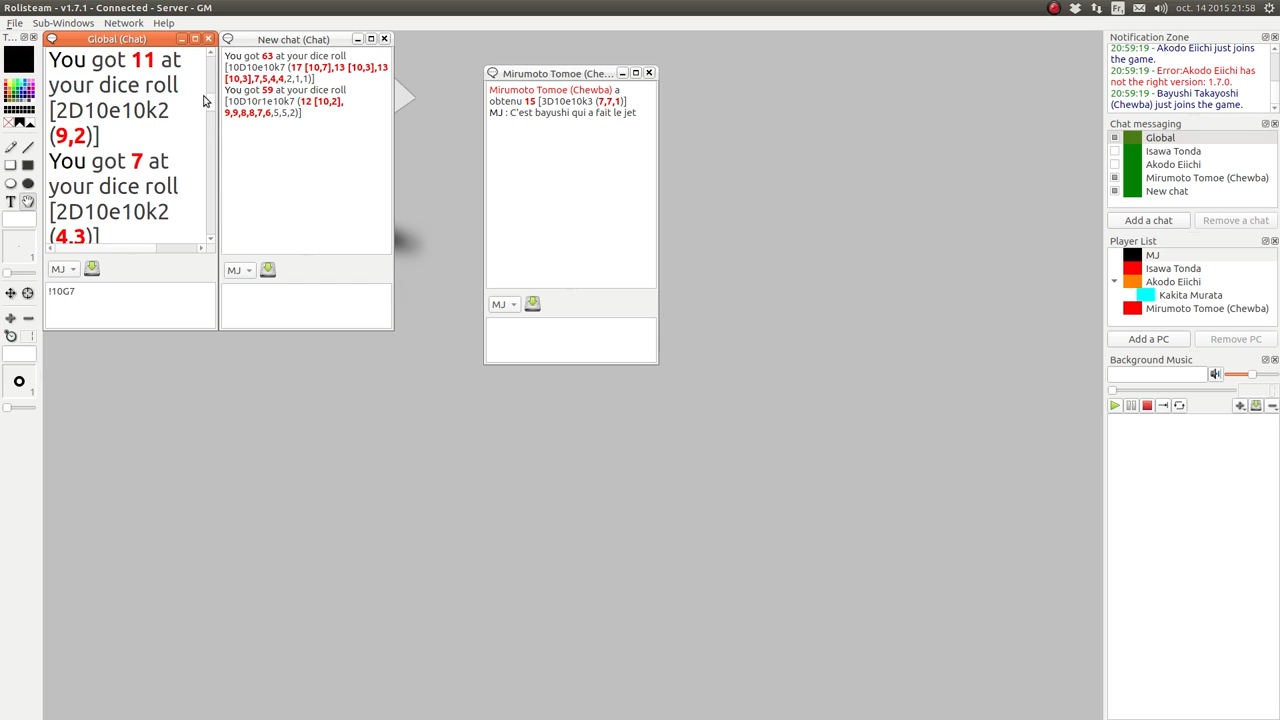 Rolisteam - v1.7.1 - Connected - Server - GM
Fr
oct. 14 2015 21:58
File Sub-Windows Network Help
T...
Global (Chat)
You got 11 at
your dice roll
[2D10e10k2
(9,2)]
You got 7 at
your dice roll
[2D10e10k2
(4,3)]
MJ
!10G7
New chat (Chat)
You got 63 at your dice roll
[10D10e10k7 (17 [10,7],13 [10,3],13
[10,3],7,5,4,4,2,1,1)]
You got 59 at your dice roll
[10D10r1e10k7 (12 [10,2],
9,9,8,8,7,6,5,5,2)]
MJ
Mirumoto Tomoe (Che...
Mirumoto Tomoe (Chewba) a
obtenu 15 [3D10e10k3 (7,7,1)]
MJ : C'est bayushi qui a fait le jet
MJ
T
1
1
Notification Zone
20:59:19 - Akodo Eiichi just joins
the game.
20:59:19 - Error:Akodo Eiichi has
not the right version: 1.7.0.
20:59:19 - Bayushi Takayoshi
(Chewba) just joins the game.
Chat messaging
Global
Isawa Tonda
Akodo Eiichi
Mirumoto Tomoe (Chewba)
New chat
Add a chat Remove a chat
Player List
MJ
Isawa Tonda
Akodo Eiichi
Kakita Murata
Mirumoto Tomoe (Chewba)
Add a PC Remove PC
Background Music